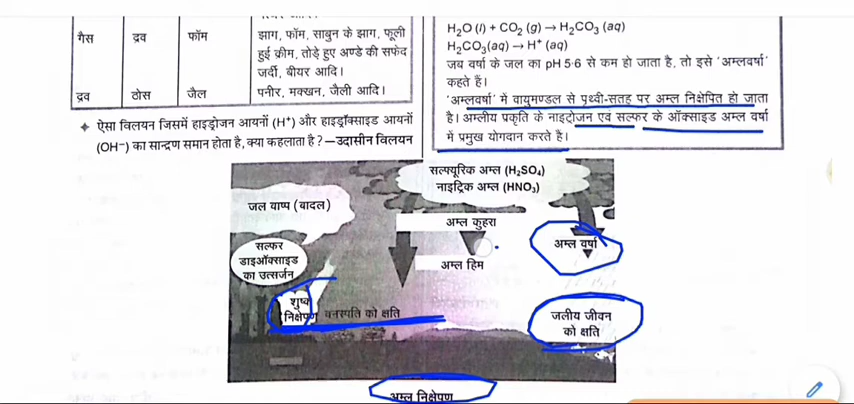 गैस द्रव फॉम झाग, फॉम, साबुन के झाग, फूली
हुई क्रीम, तोड़े हुए अण्डे की सफेद
जर्दी, बीयर आदि।
द्रव ठोस जैल पनीर, मक्खन, जैली आदि।
✦ ऐसा विलयन जिसमें हाइड्रोजन आयनों (H⁺) और हाइड्रॉक्साइड आयनों
(OH⁻) का सान्द्रण समान होता है, क्या कहलाता है?—उदासीन विलयन
H₂O (l) + CO₂ (g) → H₂CO₃ (aq)
H₂CO₃(aq) → H⁺ (aq)
जब वर्षा के जल का pH 5·6 से कम हो जाता है, तो इसे 'अम्लवर्षा'
कहते हैं।
'अम्लवर्षा' में वायुमण्डल से पृथ्वी-सतह पर अम्ल निक्षेपित हो जाता
है। अम्लीय प्रकृति के नाइट्रोजन एवं सल्फर के ऑक्साइड अम्ल वर्षा
में प्रमुख योगदान करते है।
सल्फ्यूरिक अम्ल (H₂SO₄)
नाइट्रिक अम्ल (HNO₃)
जल वाष्प (बादल)
अम्ल कुहरा
सल्फर
डाइऑक्साइड
का उत्सर्जन
अम्ल वर्षा
अम्ल हिम
शुष्क
निक्षेपण
वनस्पति को क्षति
जलीय जीवन
को क्षति
अम्ल निक्षेपण